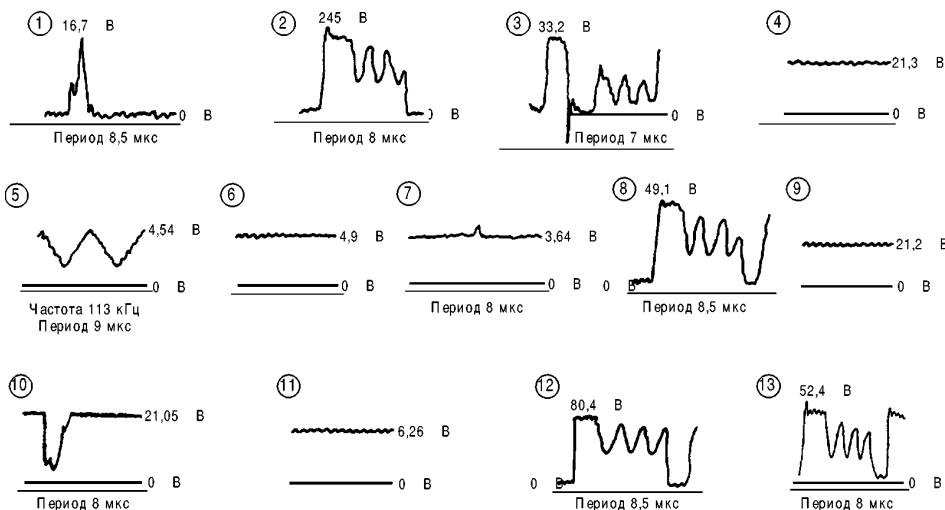 1 16,7 В
0 В
Период 8,5 мкс
2 245 В
0 В
Период 8 мкс
3 33,2 В
0 В
Период 7 мкс
4
21,3 В
0 В
5
4,54 В
0 В
Частота 113 кГц
Период 9 мкс
6
4,9 В
0 В
7
3,64 В
0 В
Период 8 мкс
8 49,1 В
0 В
Период 8,5 мкс
9
21,2 В
0 В
10
21,05 В
0 В
Период 8 мкс
11
6,26 В
0 В
12
80,4 В
0 В
Период 8,5 мкс
13
52,4 В
0 В
Период 8 мкс